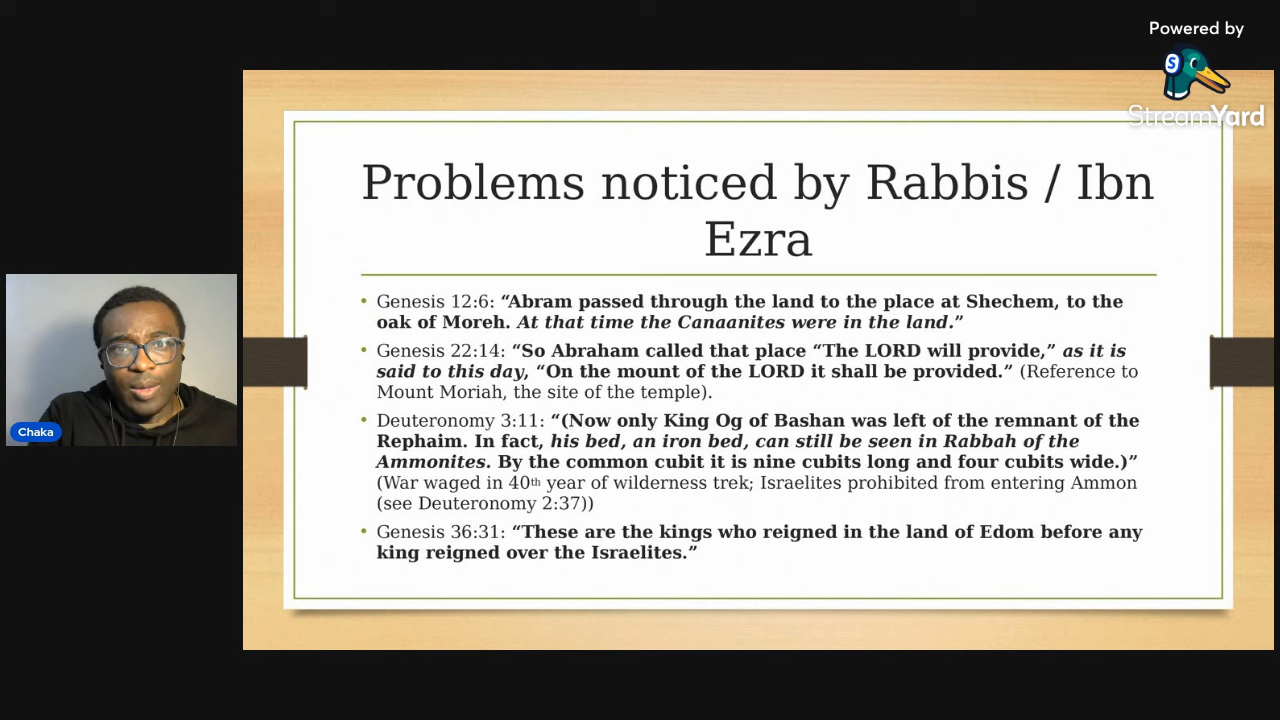 Powered by
StreamYard
Problems noticed by Rabbis / Ibn
Ezra
• Genesis 12:6: “Abram passed through the land to the place at Shechem, to the
oak of Moreh. At that time the Canaanites were in the land.”
• Genesis 22:14: “So Abraham called that place “The LORD will provide,” as it is
said to this day, “On the mount of the LORD it shall be provided.” (Reference to
Mount Moriah, the site of the temple).
• Deuteronomy 3:11: “(Now only King Og of Bashan was left of the remnant of the
Rephaim. In fact, his bed, an iron bed, can still be seen in Rabbah of the
Ammonites. By the common cubit it is nine cubits long and four cubits wide.)”
(War waged in 40th year of wilderness trek; Israelites prohibited from entering Ammon
(see Deuteronomy 2:37))
• Genesis 36:31: “These are the kings who reigned in the land of Edom before any
king reigned over the Israelites.”
Chaka